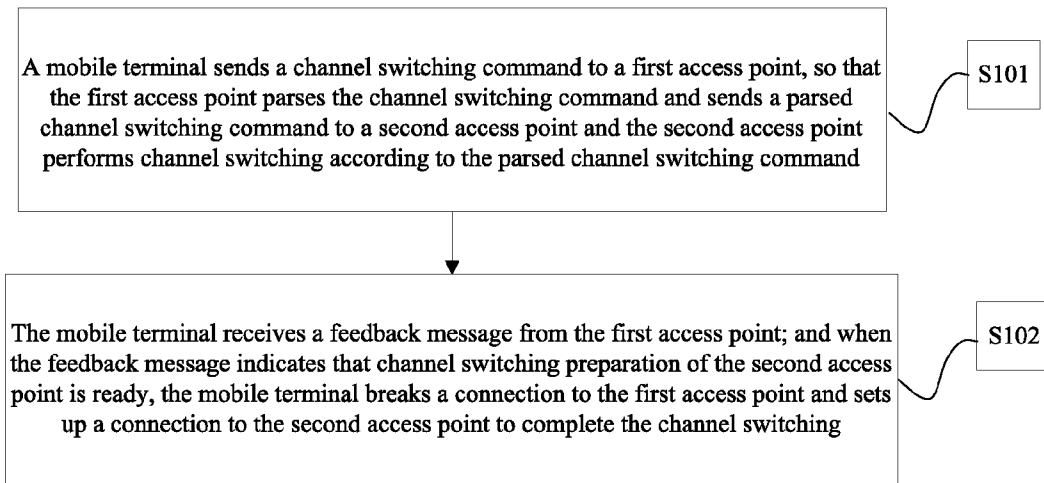 A mobile terminal sends a channel switching command to a first access point, so that
the first access point parses the channel switching command and sends a parsed
channel switching command to a second access point and the second access point
performs channel switching according to the parsed channel switching command
S101
The mobile terminal receives a feedback message from the first access point; and when
the feedback message indicates that channel switching preparation of the second access
point is ready, the mobile terminal breaks a connection to the first access point and sets
up a connection to the second access point to complete the channel switching
S102